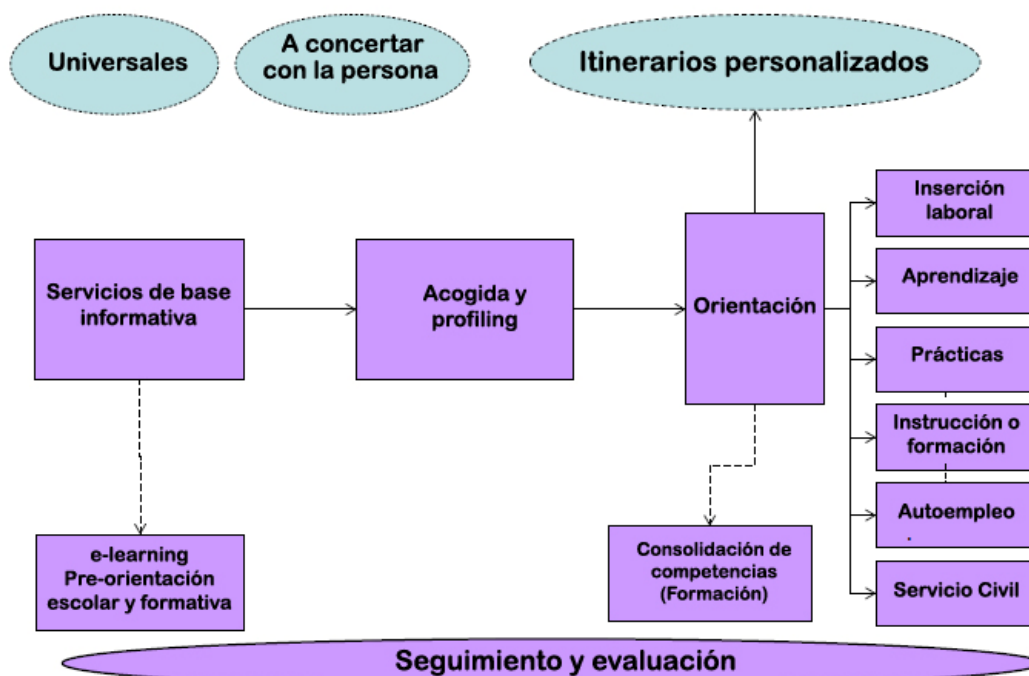 Universales
A concertar
con la persona
Itinerarios personalizados
Servicios de base
informativa
Acogida y
profiling
Orientación
Inserción
laboral
Aprendizaje
Prácticas
Instrucción o
formación
Autoempleo
.
Servicio Civil
e-learning
Pre-orientación
escolar y formativa
Consolidación de
competencias
(Formación)
Seguimiento y evaluación